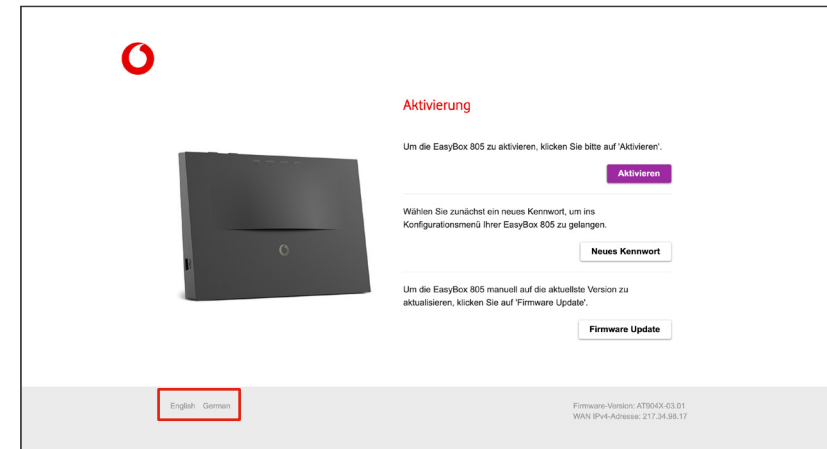 Aktivierung
Um die EasyBox 805 zu aktivieren, klicken Sie bitte auf 'Aktivieren'.
Aktivieren
Wählen Sie zunächst ein neues Kennwort, um ins
Konfigurationsmenü Ihrer EasyBox 805 zu gelangen.
Neues Kennwort
Um die EasyBox 805 manuell auf die aktuellste Version zu
aktualisieren, klicken Sie auf 'Firmware Update'.
Firmware Update
English German
Firmware-Version: AT904X-03.01
WAN IPv4-Adresse: 217.34.98.17